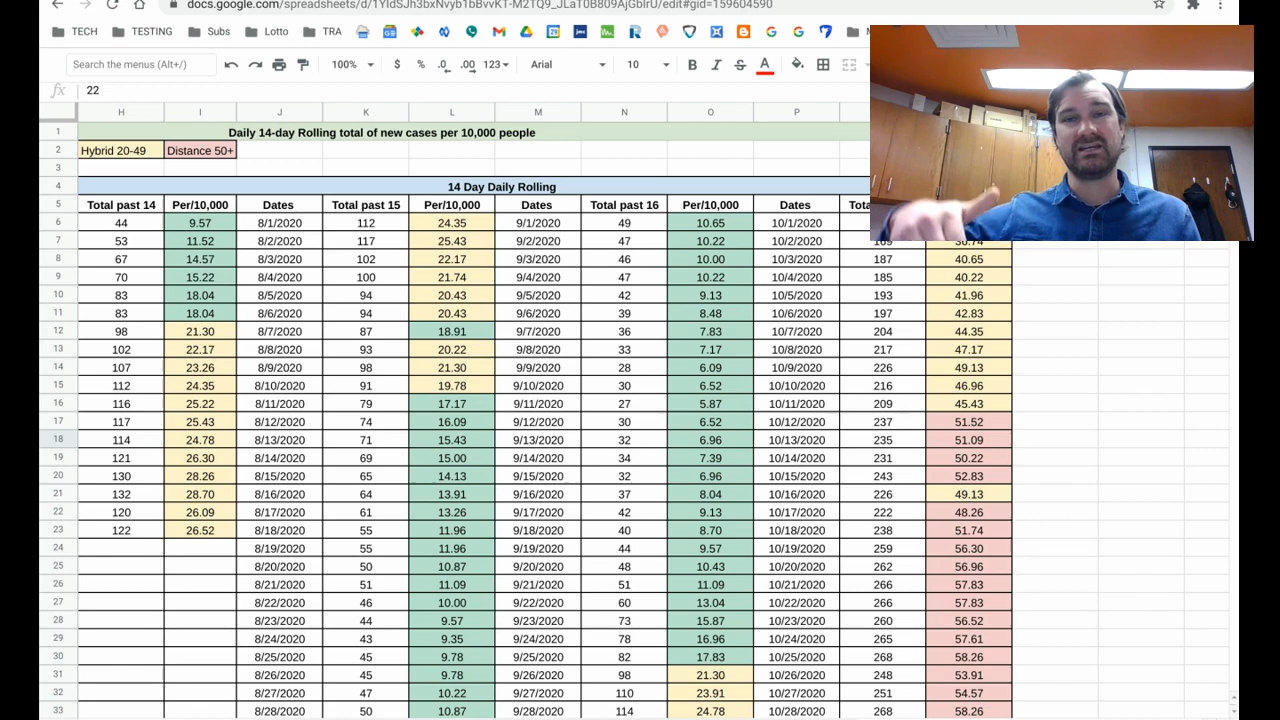 docs.google.com/spreadsheets/d/1YIdSJh3bxNvyb1bBvvKT-M2TQ9_JLaT0B809AjGbIrU/edit#gid=159604590
TECH TESTING Subs Lotto TRA
Search the menus (Alt+/) 100% $ % .0 .00 123 Arial 10 B I S A
fx 22
H I J K L M N O P
1 Daily 14-day Rolling total of new cases per 10,000 people
2 Hybrid 20-49 Distance 50+
3
4 14 Day Daily Rolling
5 Total past 14 Per/10,000 Dates Total past 15 Per/10,000 Dates Total past 16 Per/10,000 Dates
6 44 9.57 8/1/2020 112 24.35 9/1/2020 49 10.65 10/1/2020
7 53 11.52 8/2/2020 117 25.43 9/2/2020 47 10.22 10/2/2020 169 36.74
8 67 14.57 8/3/2020 102 22.17 9/3/2020 46 10.00 10/3/2020 187 40.65
9 70 15.22 8/4/2020 100 21.74 9/4/2020 47 10.22 10/4/2020 185 40.22
10 83 18.04 8/5/2020 94 20.43 9/5/2020 42 9.13 10/5/2020 193 41.96
11 83 18.04 8/6/2020 94 20.43 9/6/2020 39 8.48 10/6/2020 197 42.83
12 98 21.30 8/7/2020 87 18.91 9/7/2020 36 7.83 10/7/2020 204 44.35
13 102 22.17 8/8/2020 93 20.22 9/8/2020 33 7.17 10/8/2020 217 47.17
14 107 23.26 8/9/2020 98 21.30 9/9/2020 28 6.09 10/9/2020 226 49.13
15 112 24.35 8/10/2020 91 19.78 9/10/2020 30 6.52 10/10/2020 216 46.96
16 116 25.22 8/11/2020 79 17.17 9/11/2020 27 5.87 10/11/2020 209 45.43
17 117 25.43 8/12/2020 74 16.09 9/12/2020 30 6.52 10/12/2020 237 51.52
18 114 24.78 8/13/2020 71 15.43 9/13/2020 32 6.96 10/13/2020 235 51.09
19 121 26.30 8/14/2020 69 15.00 9/14/2020 34 7.39 10/14/2020 231 50.22
20 130 28.26 8/15/2020 65 14.13 9/15/2020 32 6.96 10/15/2020 243 52.83
21 132 28.70 8/16/2020 64 13.91 9/16/2020 37 8.04 10/16/2020 226 49.13
22 120 26.09 8/17/2020 61 13.26 9/17/2020 42 9.13 10/17/2020 222 48.26
23 122 26.52 8/18/2020 55 11.96 9/18/2020 40 8.70 10/18/2020 238 51.74
24 8/19/2020 55 11.96 9/19/2020 44 9.57 10/19/2020 259 56.30
25 8/20/2020 50 10.87 9/20/2020 48 10.43 10/20/2020 262 56.96
26 8/21/2020 51 11.09 9/21/2020 51 11.09 10/21/2020 266 57.83
27 8/22/2020 46 10.00 9/22/2020 60 13.04 10/22/2020 266 57.83
28 8/23/2020 44 9.57 9/23/2020 73 15.87 10/23/2020 260 56.52
29 8/24/2020 43 9.35 9/24/2020 78 16.96 10/24/2020 265 57.61
30 8/25/2020 45 9.78 9/25/2020 82 17.83 10/25/2020 268 58.26
31 8/26/2020 45 9.78 9/26/2020 98 21.30 10/26/2020 248 53.91
32 8/27/2020 47 10.22 9/27/2020 110 23.91 10/27/2020 251 54.57
33 8/28/2020 50 10.87 9/28/2020 114 24.78 10/28/2020 268 58.26